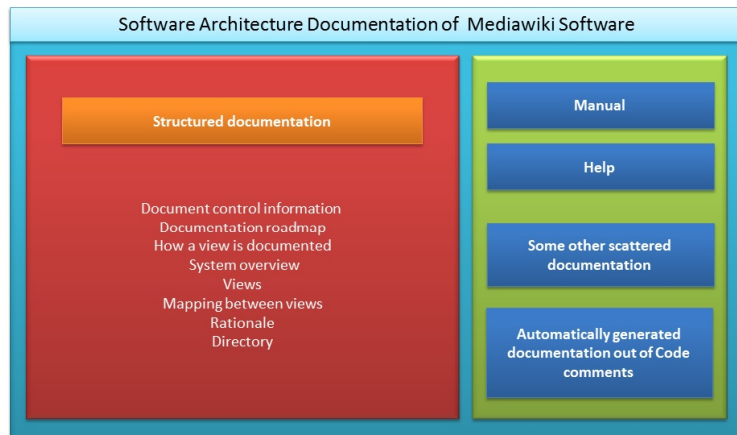 Software Architecture Documentation of Mediawiki Software
Structured documentation
Document control information
Documentation roadmap
How a view is documented
System overview
Views
Mapping between views
Rationale
Directory
Manual
Help
Some other scattered
documentation
Automatically generated
documentation out of Code
comments